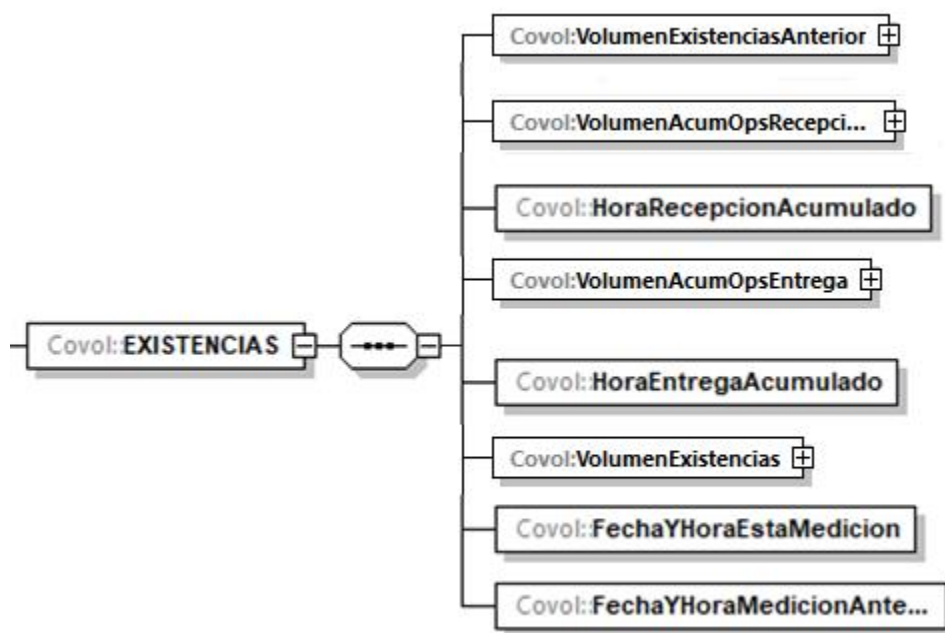 Covol:VolumenExistenciasAnterior
Covol:VolumenAcumOpsRecepci...
Covol::HoraRecepcionAcumulado
Covol:VolumenAcumOpsEntrega
Covol::EXISTENCIAS
Covol::HoraEntregaAcumulado
Covol:VolumenExistencias
Covol::FechaYHoraEstaMedicion
Covol::FechaYHoraMedicionAnte...